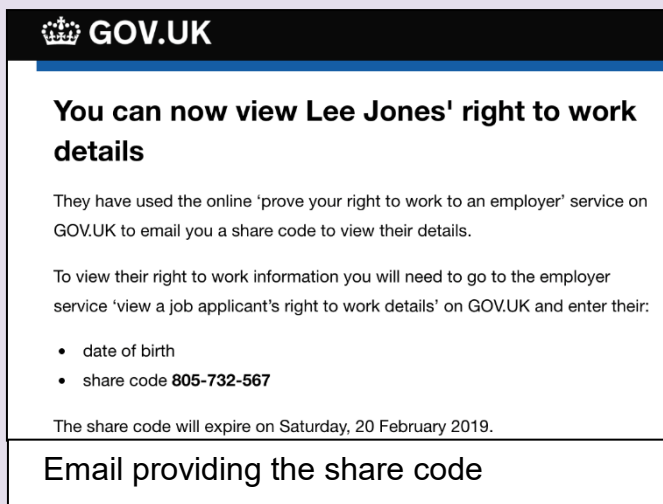 GOV.UK
You can now view Lee Jones' right to work
details
They have used the online ‘prove your right to work to an employer’ service on
GOV.UK to email you a share code to view their details.
To view their right to work information you will need to go to the employer
service ‘view a job applicant’s right to work details’ on GOV.UK and enter their:
• date of birth
• share code 805-732-567
The share code will expire on Saturday, 20 February 2019.
Email providing the share code